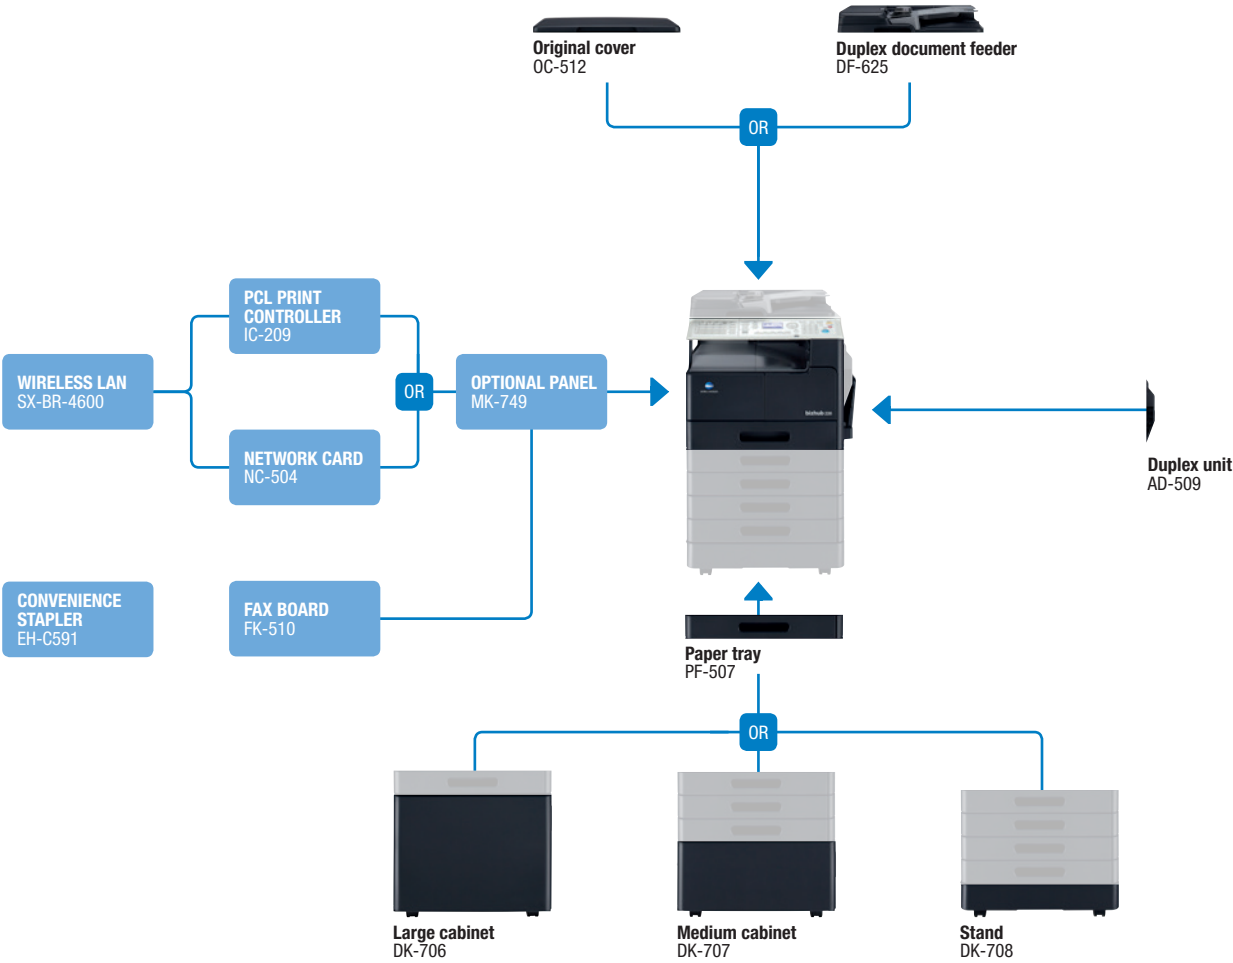 Original cover
OC-512
Duplex document feeder
DF-625
OR
PCL PRINT
CONTROLLER
IC-209
WIRELESS LAN
SX-BR-4600
OR
OPTIONAL PANEL
MK-749
bizhub
NETWORK CARD
NC-504
Duplex unit
AD-509
CONVENIENCE
STAPLER
EH-C591
FAX BOARD
FK-510
Paper tray
PF-507
OR
Large cabinet
DK-706
Medium cabinet
DK-707
Stand
DK-708